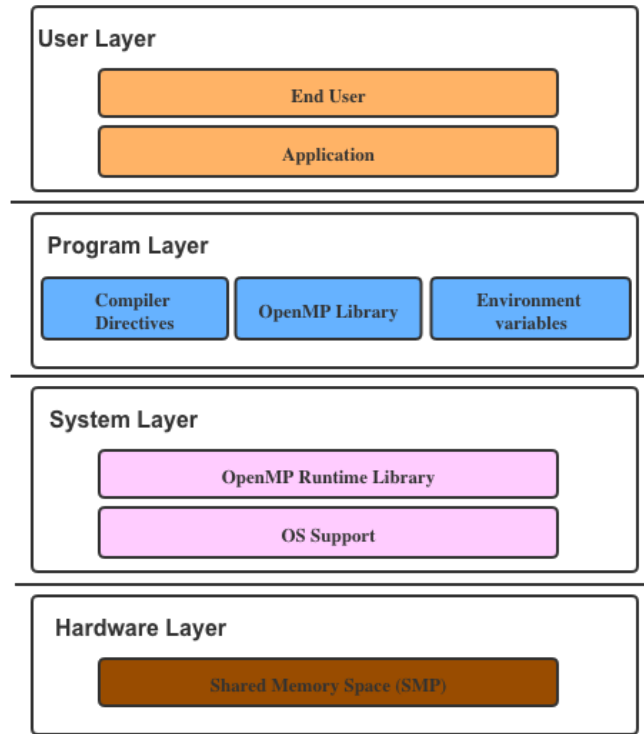 User Layer
End User
Application
Program Layer
Compiler
Directives
OpenMP Library
Environment
variables
System Layer
OpenMP Runtime Library
OS Support
Hardware Layer
Shared Memory Space (SMP)